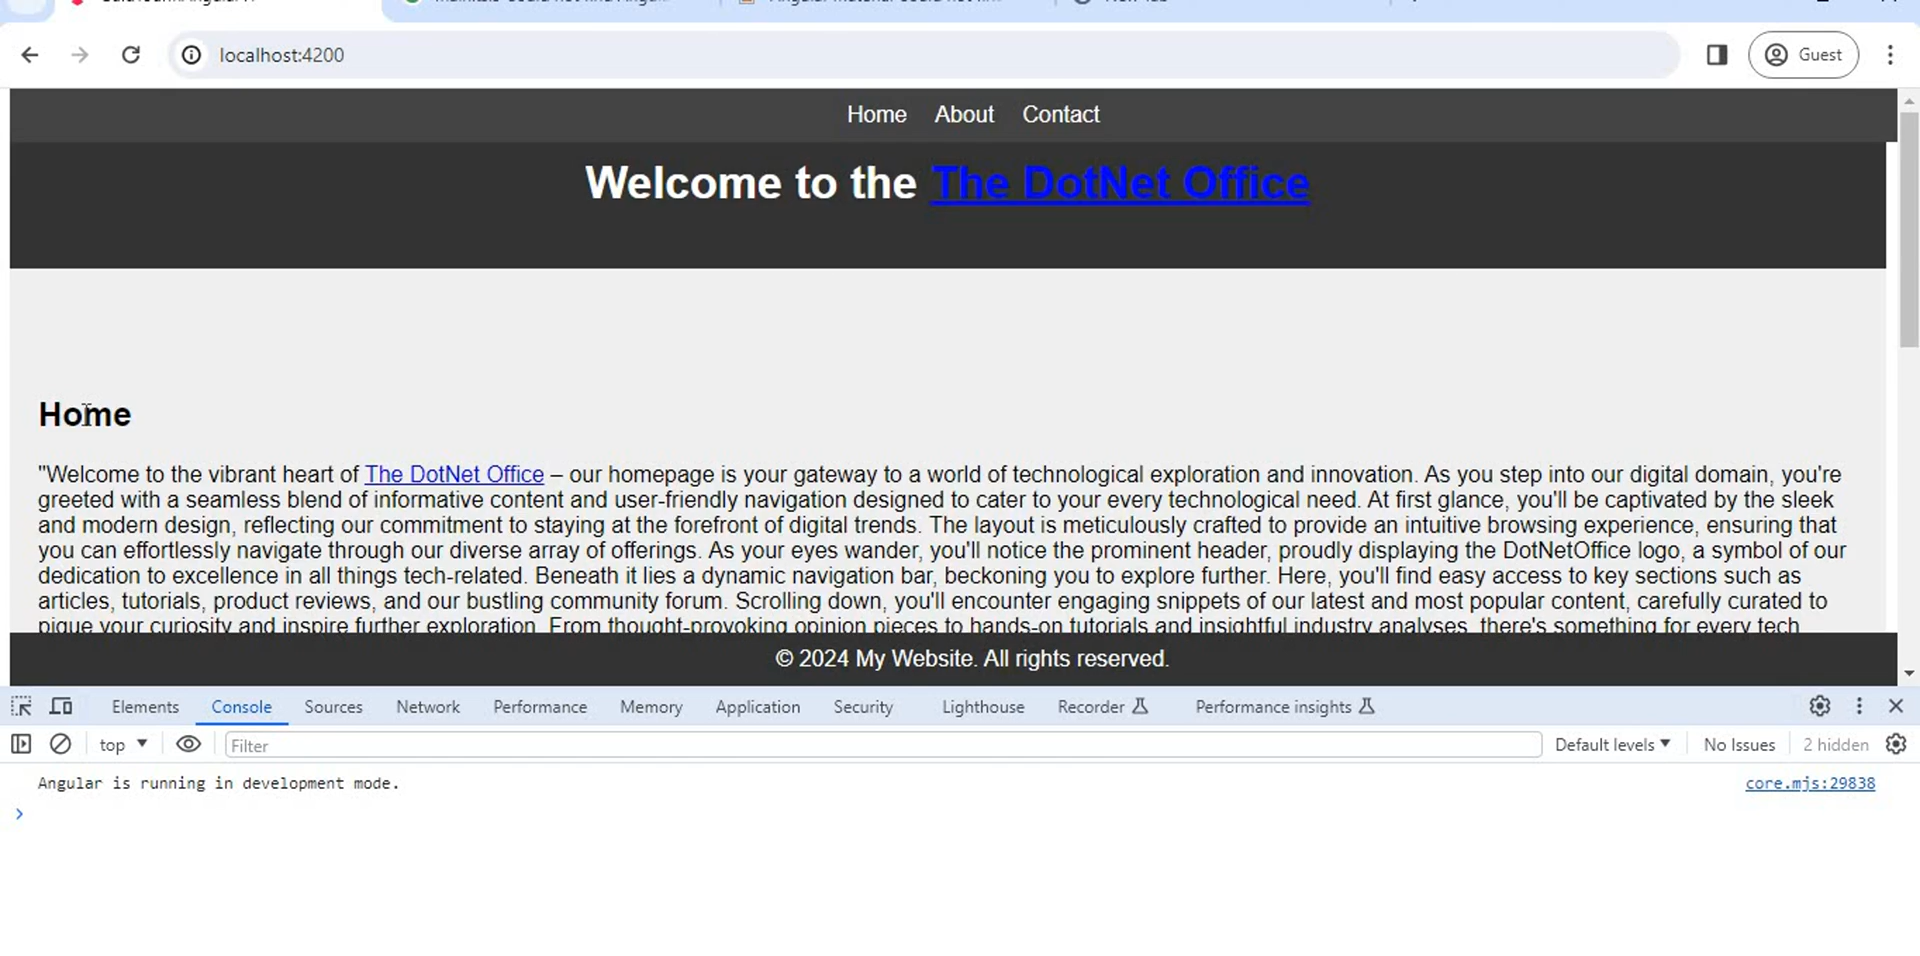 localhost:4200
Guest
Home About Contact
Welcome to the The DotNet Office
Home
"Welcome to the vibrant heart of The DotNet Office – our homepage is your gateway to a world of technological exploration and innovation. As you step into our digital domain, you're
greeted with a seamless blend of informative content and user-friendly navigation designed to cater to your every technological need. At first glance, you'll be captivated by the sleek
and modern design, reflecting our commitment to staying at the forefront of digital trends. The layout is meticulously crafted to provide an intuitive browsing experience, ensuring that
you can effortlessly navigate through our diverse array of offerings. As your eyes wander, you'll notice the prominent header, proudly displaying the DotNetOffice logo, a symbol of our
dedication to excellence in all things tech-related. Beneath it lies a dynamic navigation bar, beckoning you to explore further. Here, you'll find easy access to key sections such as
articles, tutorials, product reviews, and our bustling community forum. Scrolling down, you'll encounter engaging snippets of our latest and most popular content, carefully curated to
pique your curiosity and inspire further exploration. From thought-provoking opinion pieces to hands-on tutorials and insightful industry analyses, there's something for every tech
© 2024 My Website. All rights reserved.
Elements Console Sources Network Performance Memory Application Security Lighthouse Recorder Performance insights
top Filter Default levels No Issues 2 hidden
Angular is running in development mode. core.mjs:29838